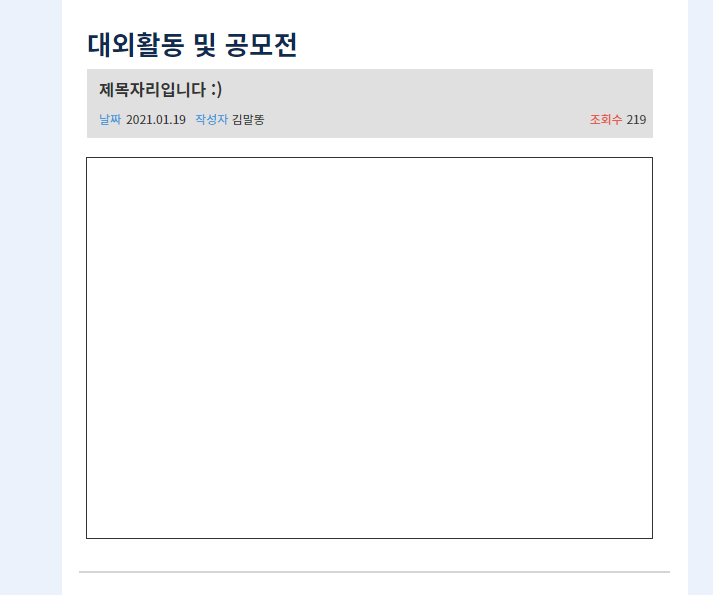 대외활동 및 공모전
제목자리입니다 :)
날짜 2021.01.19 작성자 김말똥 조회수 219